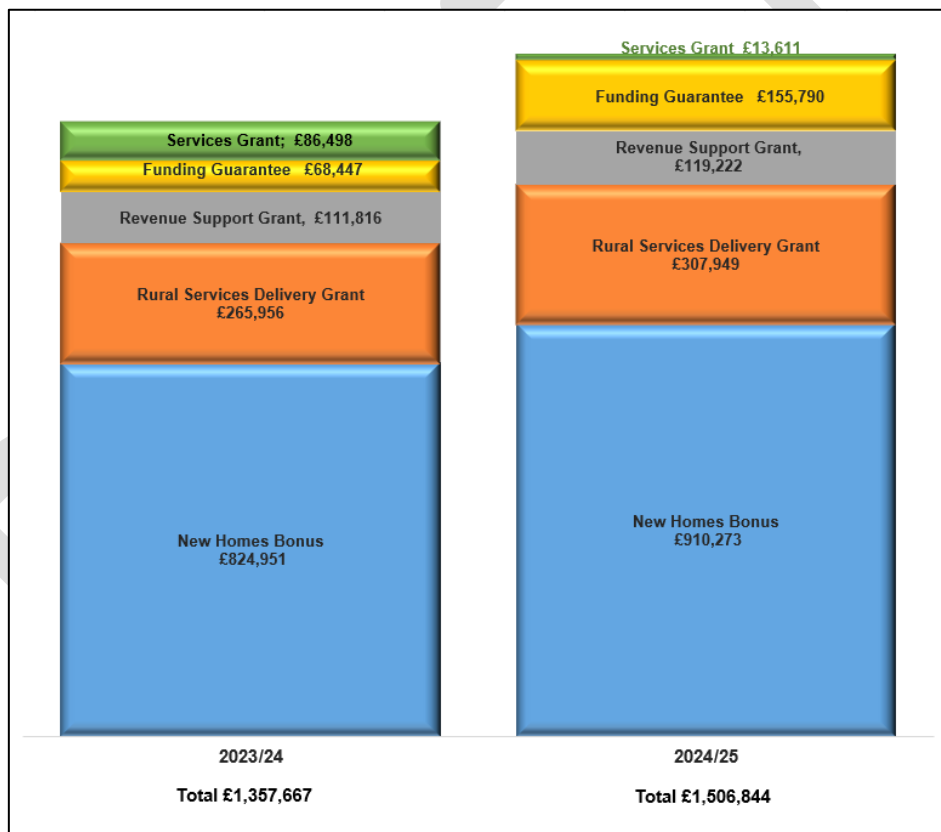 Services Grant £13,611
Funding Guarantee £155,790
Revenue Support Grant,
£119,222
Rural Services Delivery Grant
£307,949
New Homes Bonus
£910,273
Services Grant; £86,498
Funding Guarantee £68,447
Revenue Support Grant, £111,816
Rural Services Delivery Grant
£265,956
New Homes Bonus
£824,951
2023/24
2024/25
Total £1,357,667
Total £1,506,844